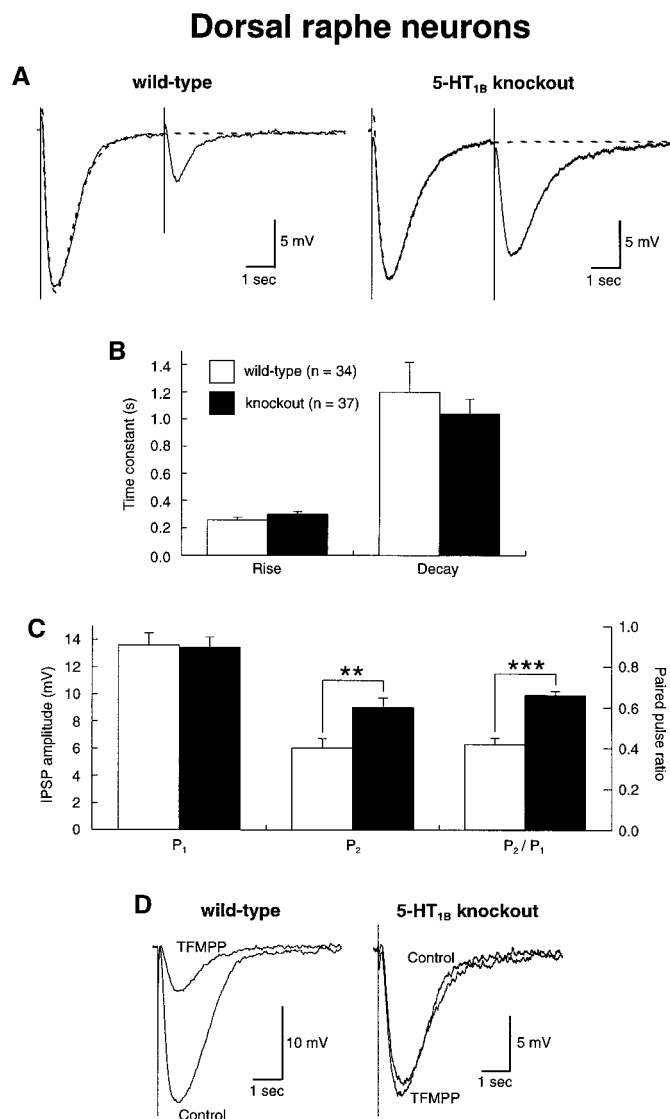 Dorsal raphe neurons
A
wild-type
5-HT1B knockout
5 mV
1 sec
5 mV
1 sec
B
Time constant (s)
1.4
1.2
1.0
0.8
0.6
0.4
0.2
0.0
wild-type (n = 34)
knockout (n = 37)
Rise
Decay
C
IPSP amplitude (mV)
14
12
10
8
6
4
2
0
**
***
1.0
0.8
0.6
0.4
0.2
0.0
Paired pulse ratio
P1
P2
P2 / P1
D
wild-type
5-HT1B knockout
TFMPP
Control
10 mV
1 sec
Control
TFMPP
5 mV
1 sec